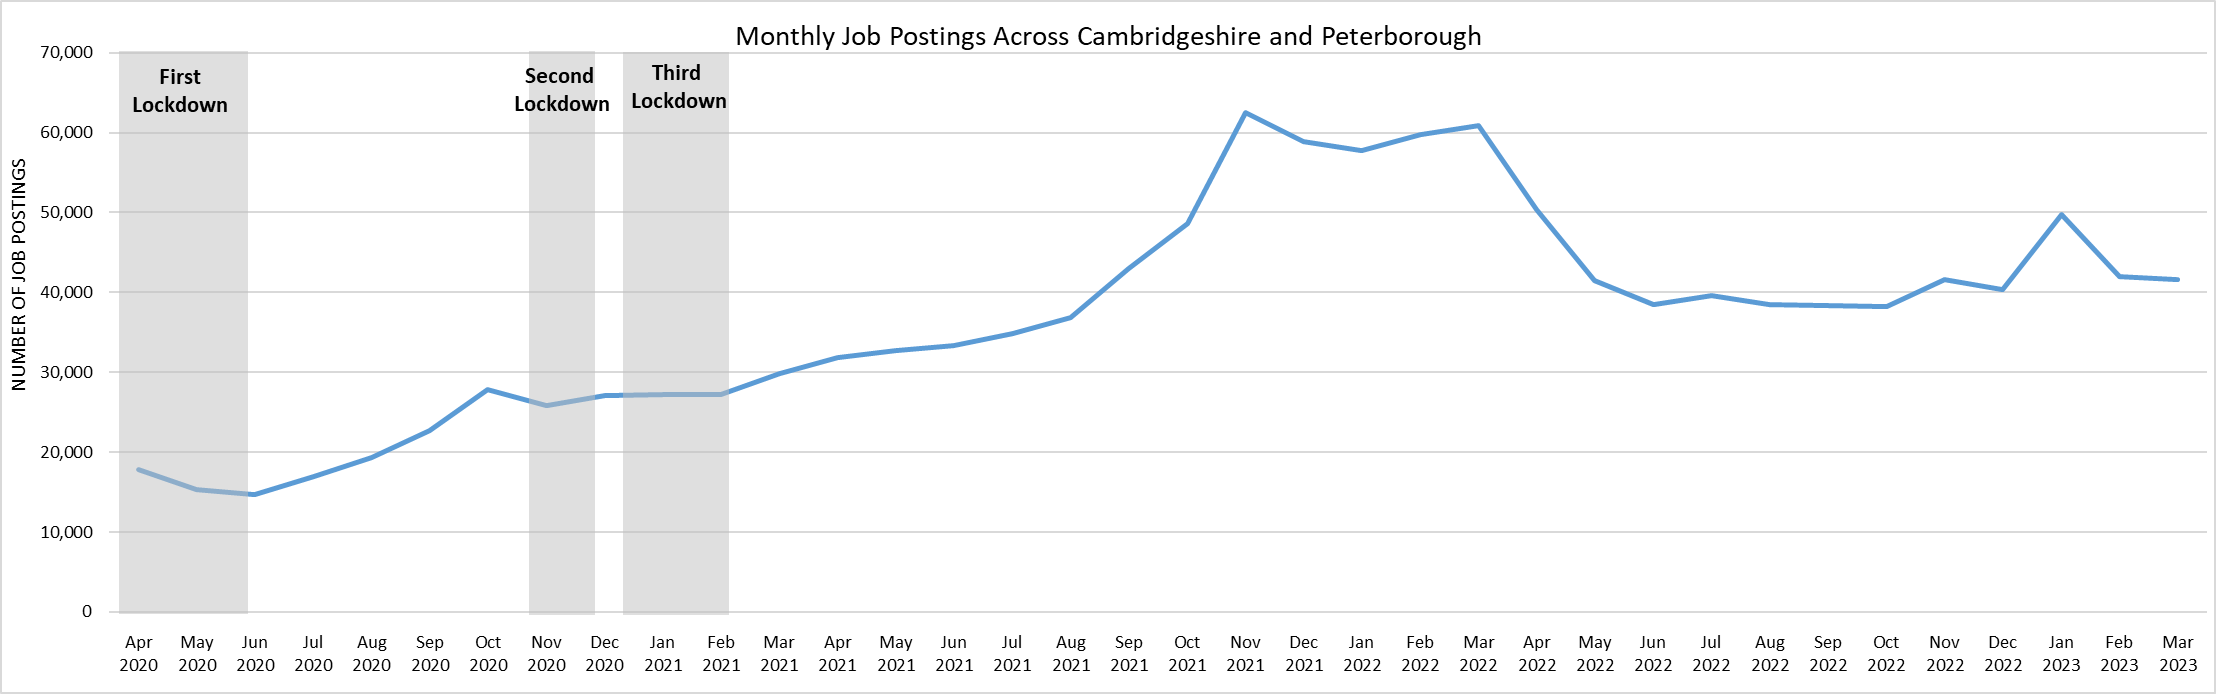 Monthly Job Postings Across Cambridgeshire and Peterborough
NUMBER OF JOB POSTINGS
70,000
60,000
50,000
40,000
30,000
20,000
10,000
0
First
Lockdown
Second
Lockdown
Third
Lockdown
Apr May Jun Jul Aug Sep Oct Nov Dec Jan Feb Mar Apr May Jun Jul Aug Sep Oct Nov Dec Jan Feb Mar Apr May Jun Jul Aug Sep Oct Nov Dec Jan Feb Mar
2020 2020 2020 2020 2020 2020 2020 2020 2020 2021 2021 2021 2021 2021 2021 2021 2021 2021 2021 2021 2021 2022 2022 2022 2022 2022 2022 2022 2022 2022 2022 2022 2022 2023 2023 2023